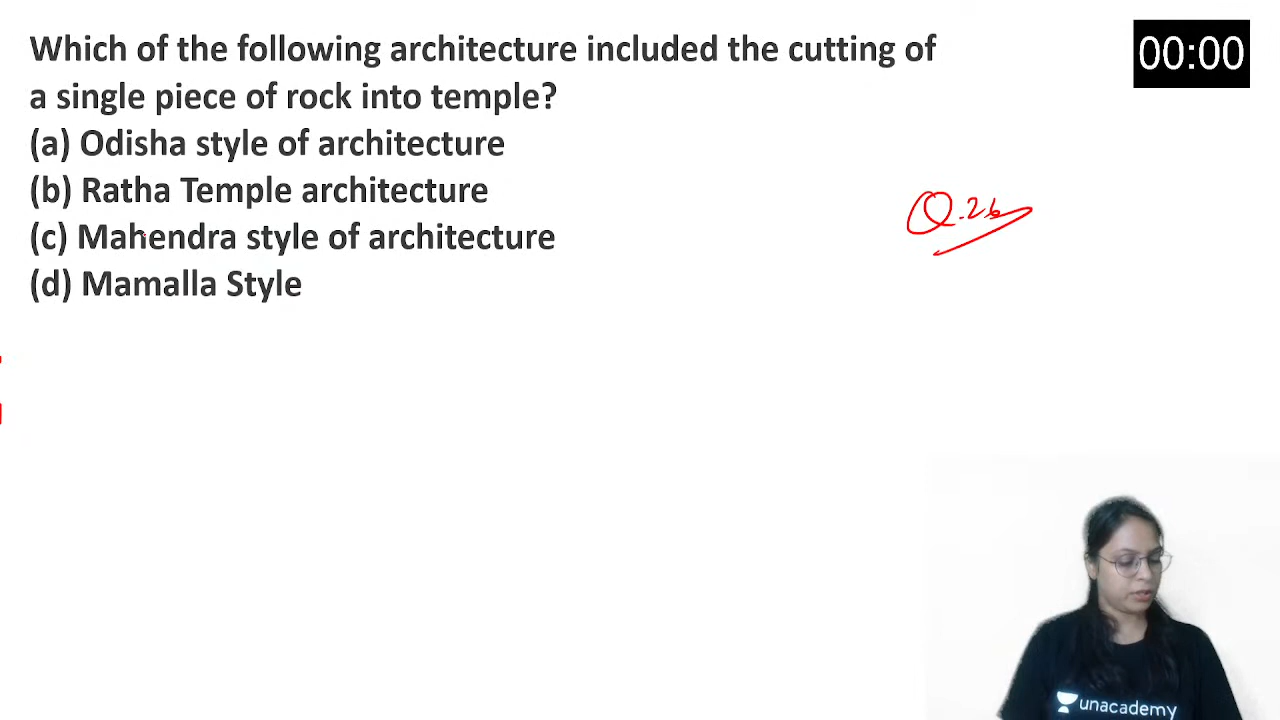 Which of the following architecture included the cutting of
a single piece of rock into temple?
(a) Odisha style of architecture
(b) Ratha Temple architecture
(c) Mahendra style of architecture
(d) Mamalla Style
00:00
Q.26
unacademy